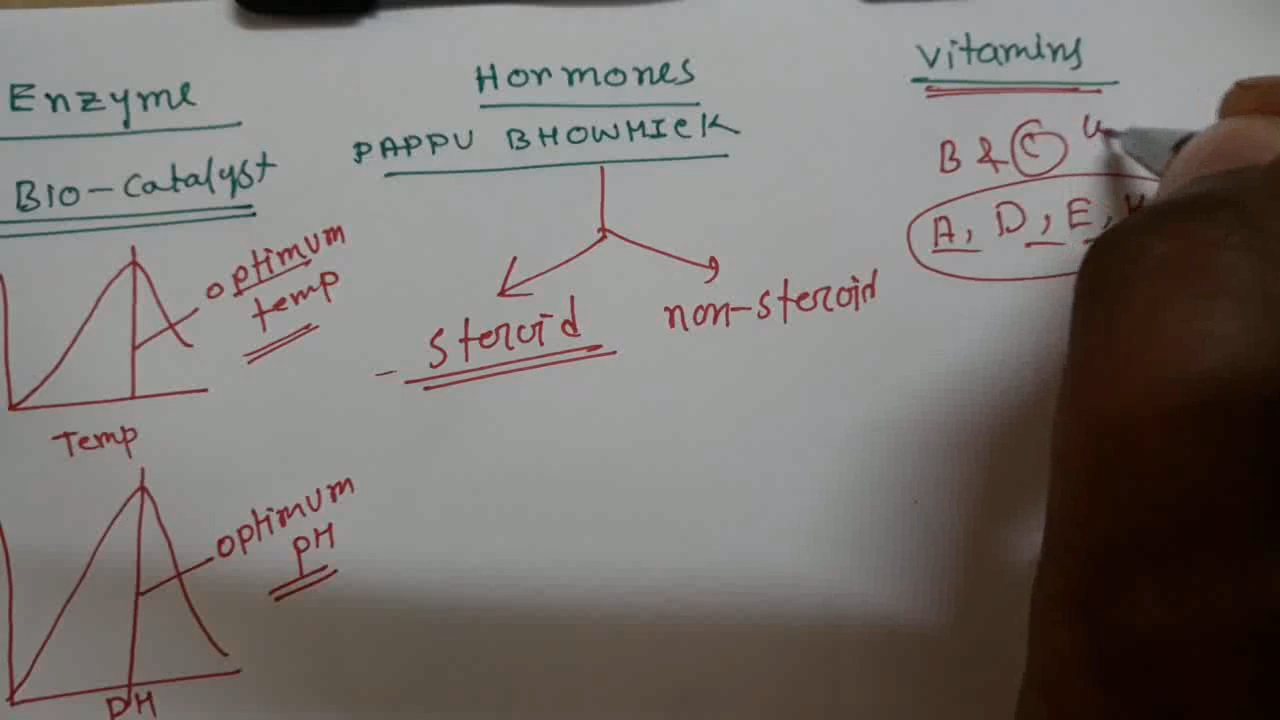 Enzyme
Bio-catalyst
optimum
temp
Temp
optimum
PH
PH
Hormones
PAPPU BHOWMICK
steroid
non-steroid
Vitamins
B & C
A, D, E,